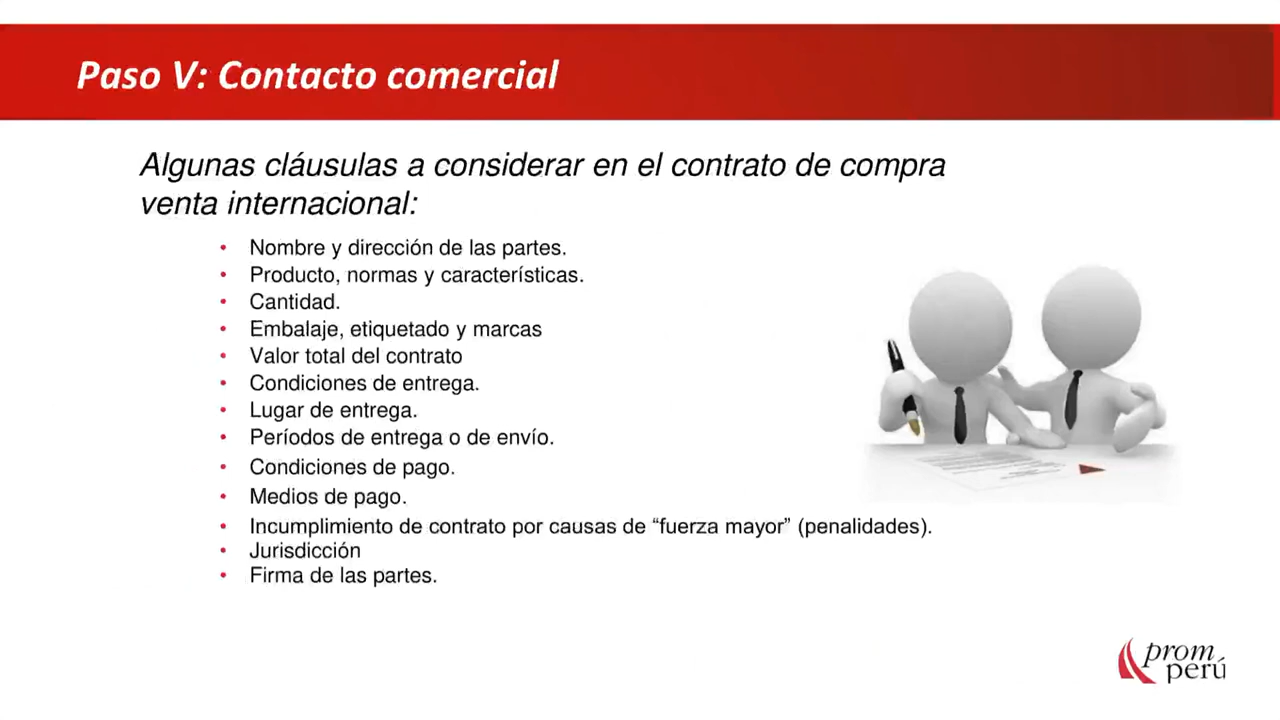 Paso V: Contacto comercial
Algunas cláusulas a considerar en el contrato de compra
venta internacional:
• Nombre y dirección de las partes.
• Producto, normas y características.
• Cantidad.
• Embalaje, etiquetado y marcas
• Valor total del contrato
• Condiciones de entrega.
• Lugar de entrega.
• Períodos de entrega o de envío.
• Condiciones de pago.
• Medios de pago.
• Incumplimiento de contrato por causas de “fuerza mayor” (penalidades).
• Jurisdicción
• Firma de las partes.
prom
perú